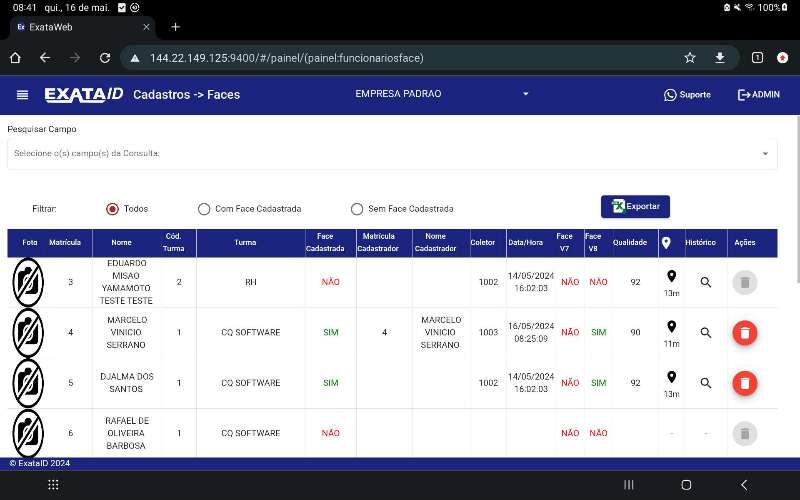 08:41 qui., 16 de mai. 100%
Ex ExataWeb
144.22.149.125:9400/#/painel/(painel:funcionariosface) 1
EXATAID Cadastros -> Faces EMPRESA PADRAO Suporte ADMIN
Pesquisar Campo
Selecione o(s) campo(s) da Consulta:
Filtrar: Todos Com Face Cadastrada Sem Face Cadastrada Exportar
Foto Matrícula Nome Cód. Turma Turma Face Cadastrada Matrícula Cadastrador Nome Cadastrador Coletor Data/Hora Face V7 Face V8 Qualidade Histórico Ações
3 EDUARDO MISAO YAMAMOTO TESTE TESTE 2 RH NÃO 1002 14/05/2024 16:02:03 NÃO NÃO 92 13m
4 MARCELO VINICIO SERRANO 1 CQ SOFTWARE SIM 4 MARCELO VINICIO SERRANO 1003 16/05/2024 08:25:09 NÃO SIM 90 11m
5 DJALMA DOS SANTOS 1 CQ SOFTWARE SIM 1002 14/05/2024 16:02:03 NÃO SIM 92 13m
6 RAFAEL DE OLIVEIRA BARBOSA 1 CQ SOFTWARE NÃO NÃO NÃO - -
© ExataID 2024